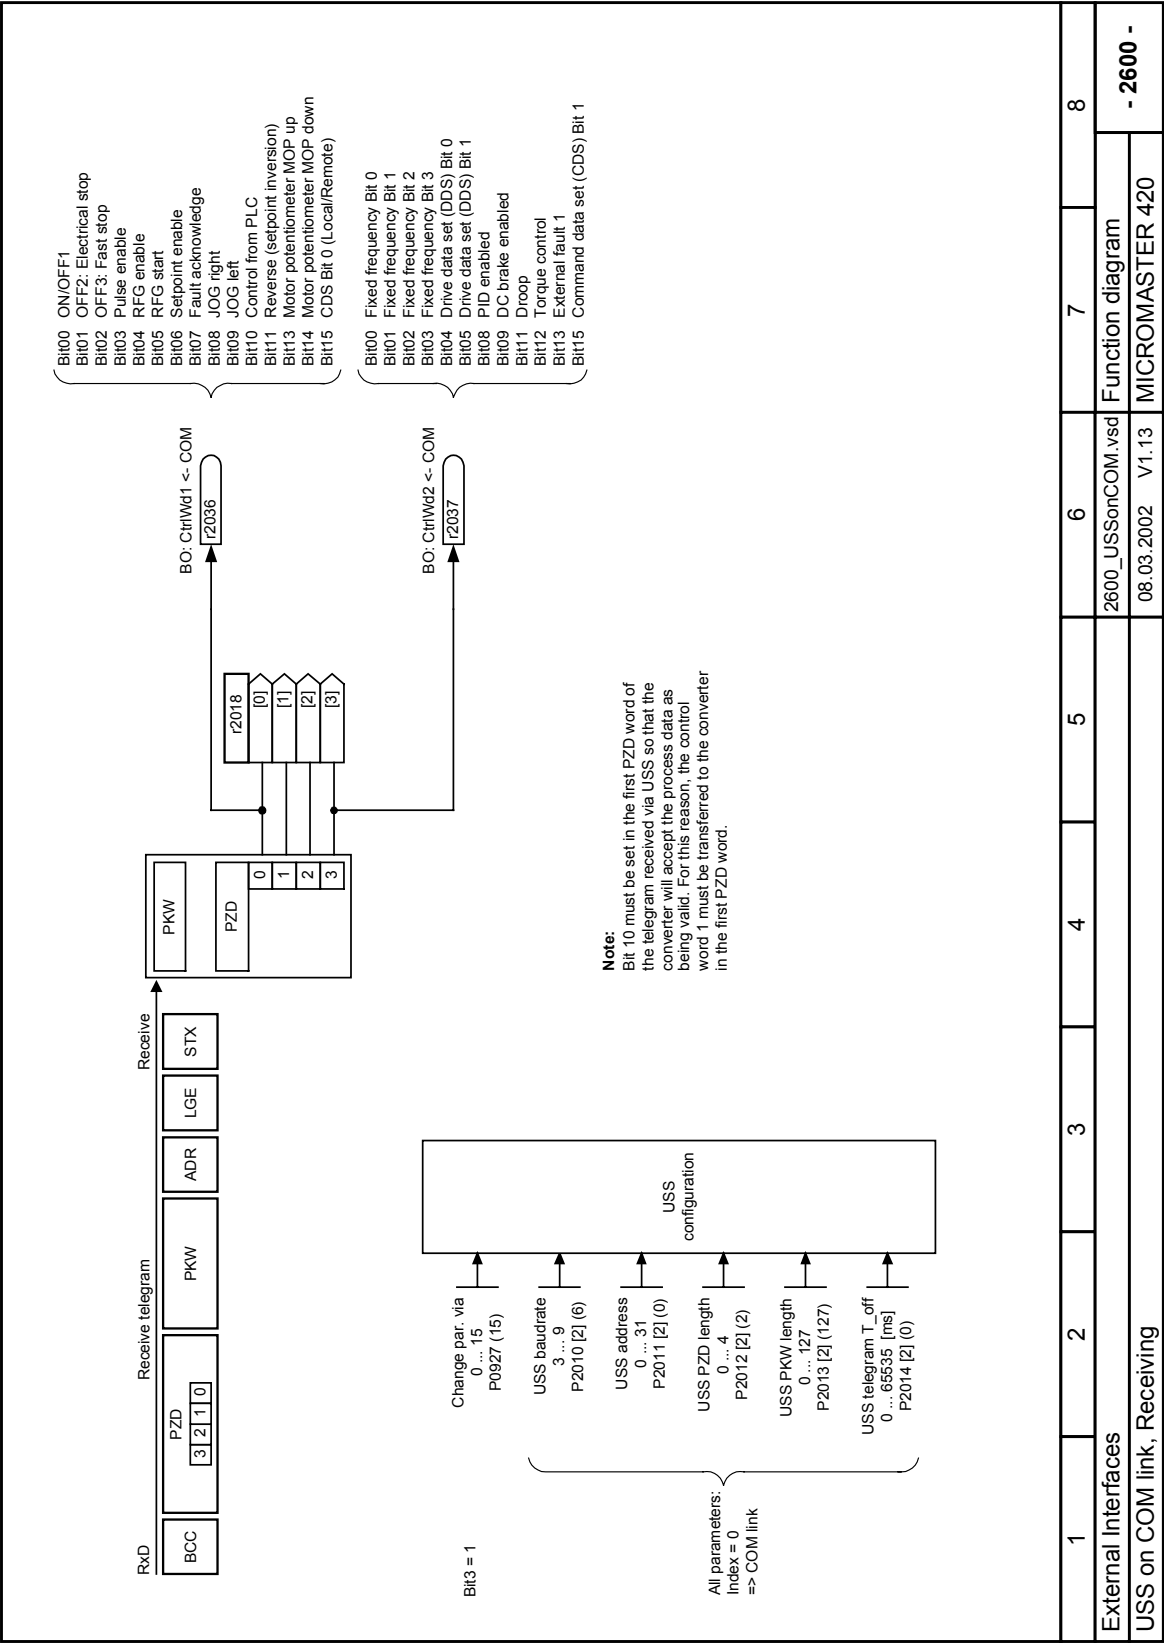 RxD
Receive telegram
Receive
BCC
PZD
3 2 1 0
PKW
ADR
LGE
STX
PKW
PZD
0
1
2
3
r2018
[0]
[1]
[2]
[3]
BO: CtrlWd1 <- COM
r2036
BO: CtrlWd2 <- COM
r2037
Bit00 ON/OFF1
Bit01 OFF2: Electrical stop
Bit02 OFF3: Fast stop
Bit03 Pulse enable
Bit04 RFG enable
Bit05 RFG start
Bit06 Setpoint enable
Bit07 Fault acknowledge
Bit08 JOG right
Bit09 JOG left
Bit10 Control from PLC
Bit11 Reverse (setpoint inversion)
Bit13 Motor potentiometer MOP up
Bit14 Motor potentiometer MOP down
Bit15 CDS Bit 0 (Local/Remote)
Bit00 Fixed frequency Bit 0
Bit01 Fixed frequency Bit 1
Bit02 Fixed frequency Bit 2
Bit03 Fixed frequency Bit 3
Bit04 Drive data set (DDS) Bit 0
Bit05 Drive data set (DDS) Bit 1
Bit08 PID enabled
Bit09 DC brake enabled
Bit11 Droop
Bit12 Torque control
Bit13 External fault 1
Bit15 Command data set (CDS) Bit 1
Bit3 = 1
Change par. via
0 ... 15
P0927 (15)
USS baudrate
3 ... 9
P2010 [2] (6)
USS address
0 ... 31
P2011 [2] (0)
USS PZD length
0 ... 4
P2012 [2] (2)
USS PKW length
0 ... 127
P2013 [2] (127)
USS telegram T_off
0 ... 65535 [ms]
P2014 [2] (0)
All parameters:
Index = 0
=> COM link
USS
configuration
Note:
Bit 10 must be set in the first PZD word of
the telegram received via USS so that the
converter will accept the process data as
being valid. For this reason, the control
word 1 must be transferred to the converter
in the first PZD word.
1 2 3 4 5 6 7 8
External Interfaces
2600_USSonCOM.vsd
Function diagram
- 2600 -
USS on COM link, Receiving
08.03.2002 V1.13
MICROMASTER 420